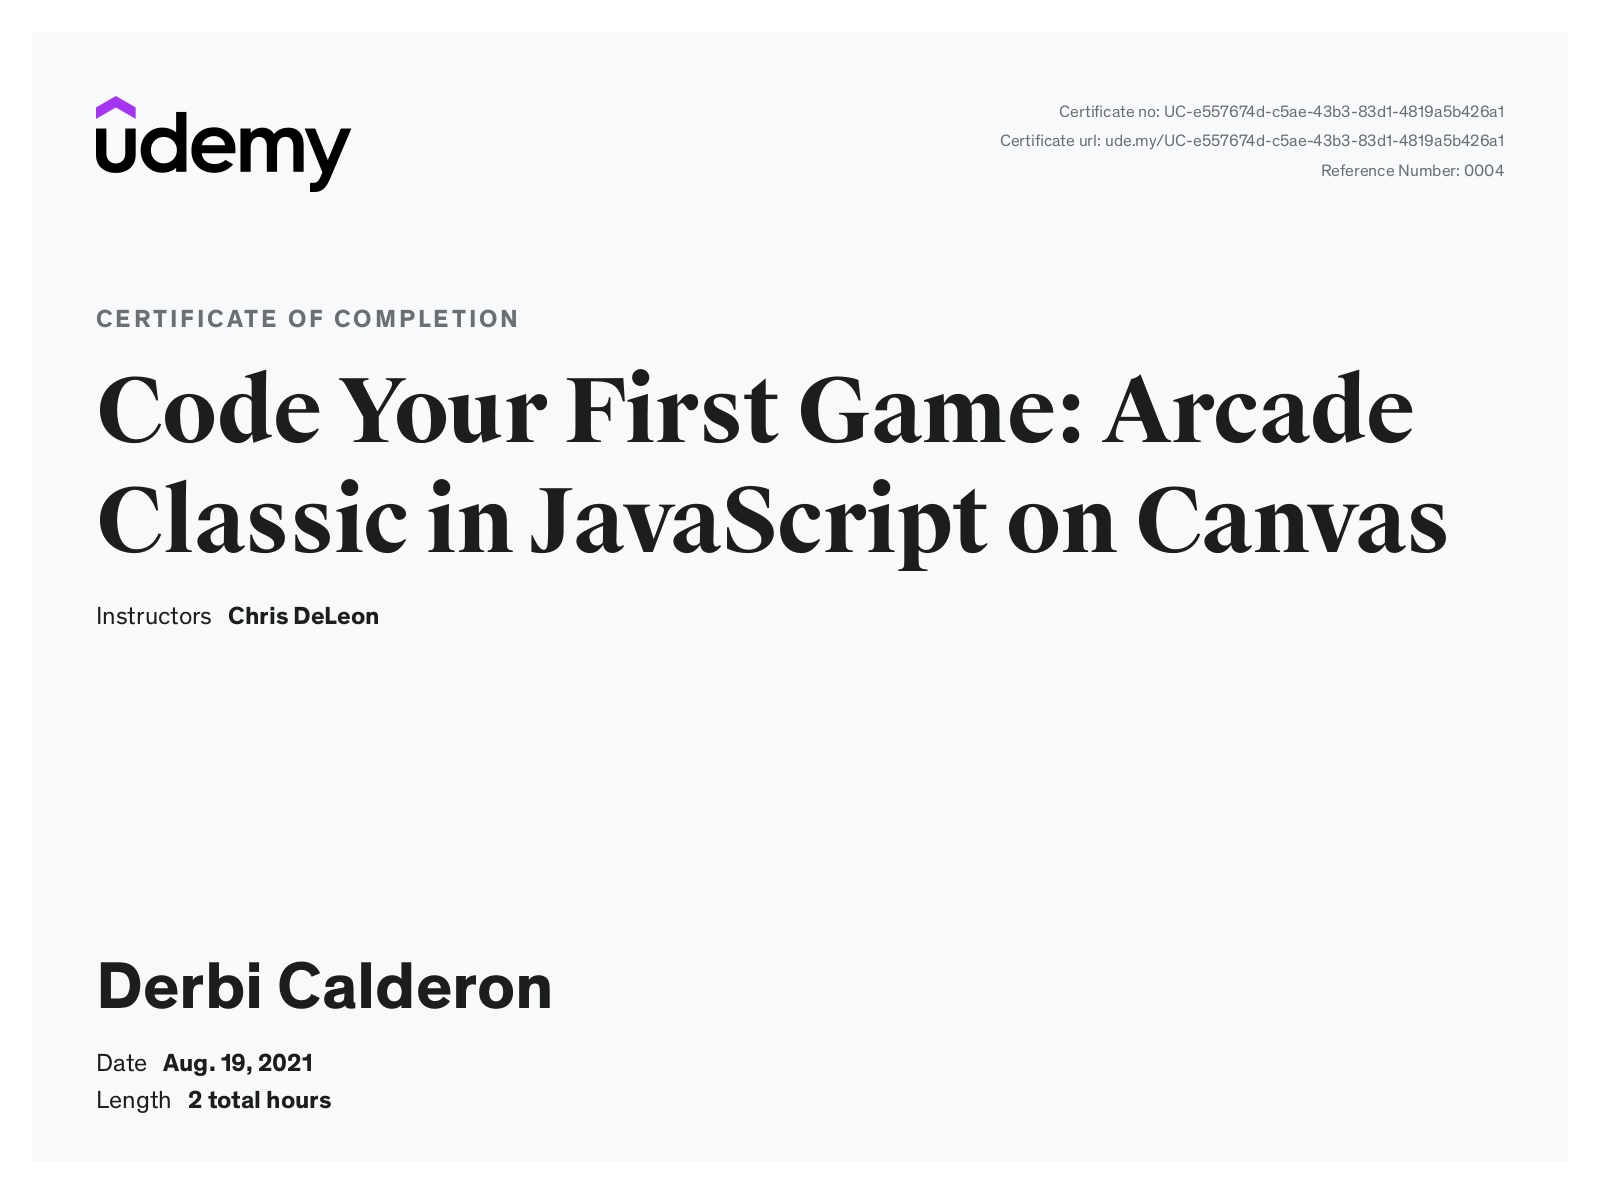 udemy
Certificate no: UC-e557674d-c5ae-43b3-83d1-4819a5b426a1
Certificate url: ude.my/UC-e557674d-c5ae-43b3-83d1-4819a5b426a1
Reference Number: 0004
CERTIFICATE OF COMPLETION
Code Your First Game: Arcade
Classic in JavaScript on Canvas
Instructors Chris DeLeon
Derbi Calderon
Date Aug. 19, 2021
Length 2 total hours